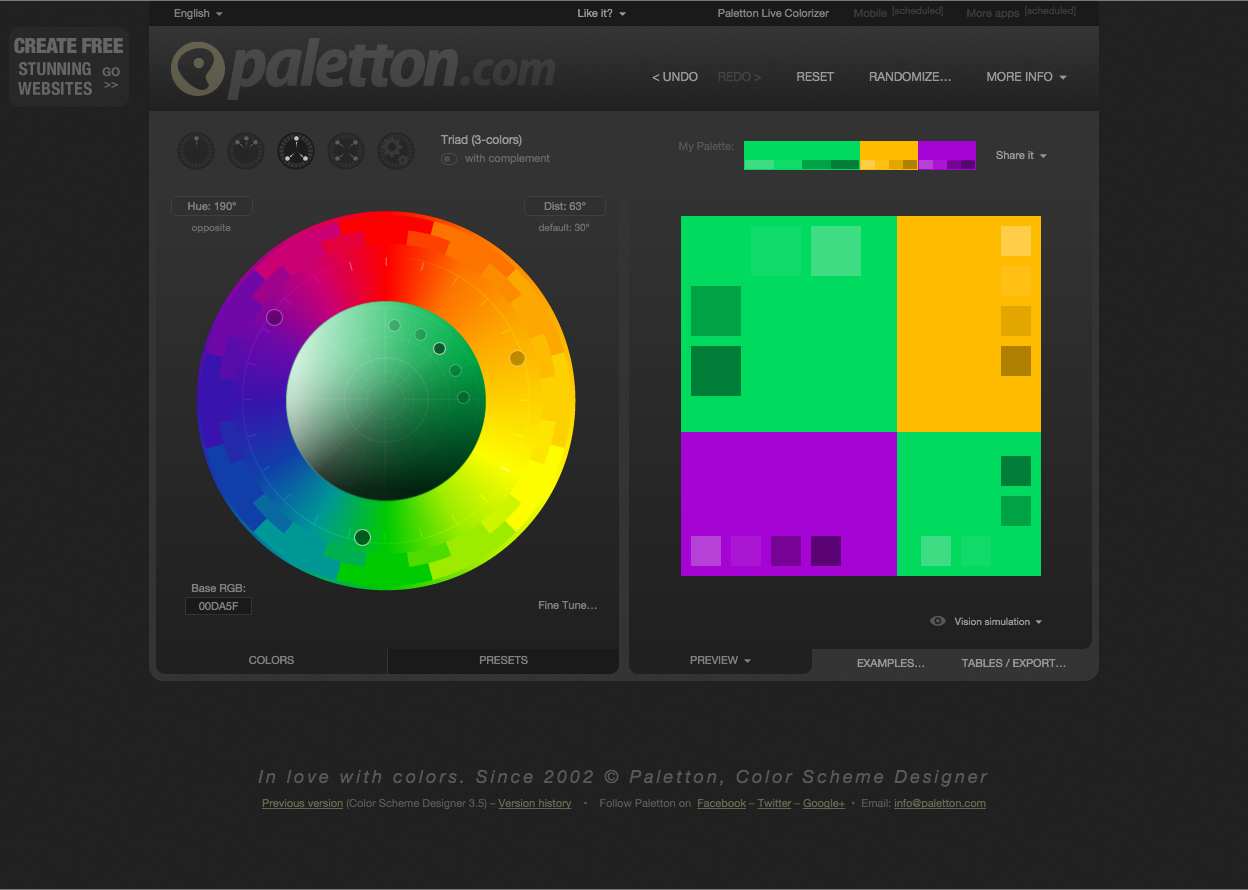 English
Like it?
Paletton Live Colorizer
Mobile [scheduled]
More apps [scheduled]
CREATE FREE
STUNNING
WEBSITES
GO
>>
paletton.com
< UNDO
REDO >
RESET
RANDOMIZE...
MORE INFO
Triad (3-colors)
with complement
My Palette:
Share it
Hue: 190°
opposite
Dist: 63°
default: 30°
Base RGB:
00DA5F
Fine Tune...
Vision simulation
COLORS
PRESETS
PREVIEW
EXAMPLES...
TABLES / EXPORT...
In love with colors. Since 2002 © Paletton, Color Scheme Designer
Previous version (Color Scheme Designer 3.5) – Version history • Follow Paletton on Facebook – Twitter – Google+ • Email: info@paletton.com